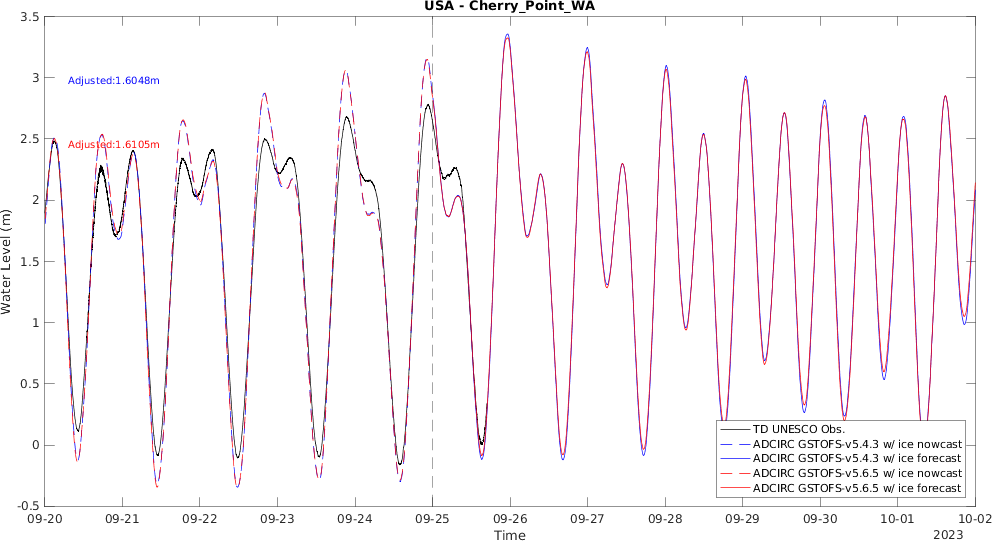 USA - Cherry_Point_WA
3.5
3
2.5
2
1.5
1
0.5
0
-0.5
Water Level (m)
Adjusted:1.6048m
Adjusted:1.6105m
TD UNESCO Obs.
ADCIRC GSTOFS-v5.4.3 w/ ice nowcast
ADCIRC GSTOFS-v5.4.3 w/ ice forecast
ADCIRC GSTOFS-v5.6.5 w/ ice nowcast
ADCIRC GSTOFS-v5.6.5 w/ ice forecast
09-20 09-21 09-22 09-23 09-24 09-25 09-26 09-27 09-28 09-29 09-30 10-01 10-02
Time
2023